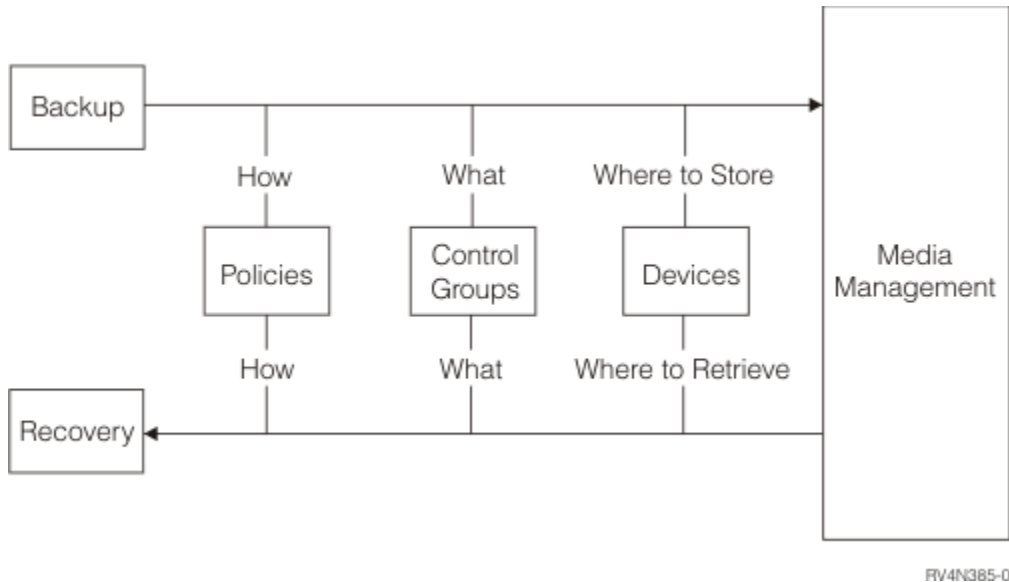 Backup
How
What
Where to Store
Policies
Control
Groups
Devices
Media
Management
How
What
Where to Retrieve
Recovery
RV4N385-0